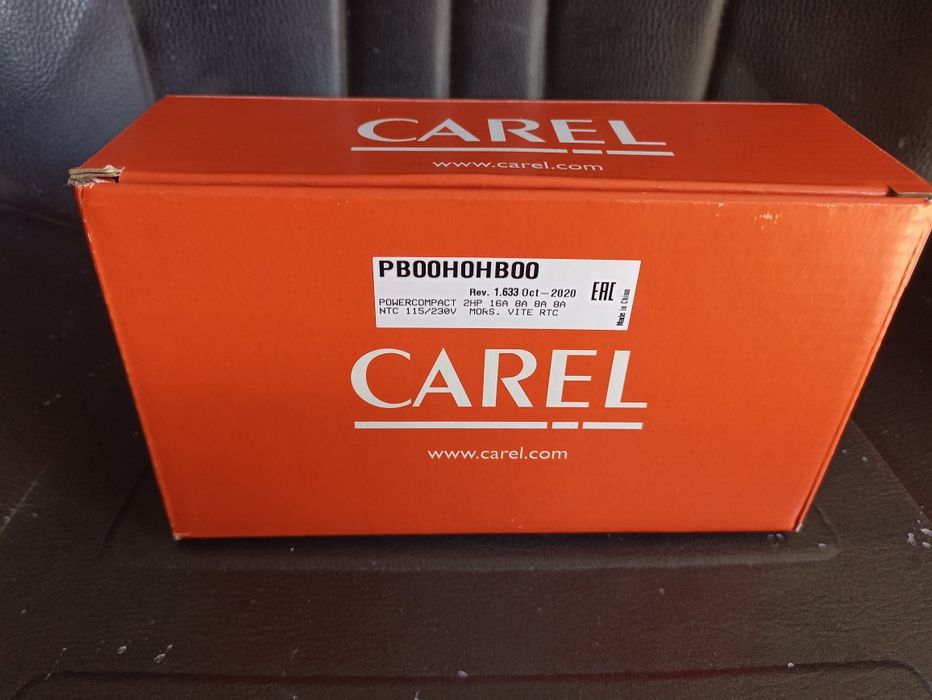 CAREL
www.carel.com
PB00H0HB00
Rev. 1.633 Oct-2020
EAC
Made in China
POWERCOMPACT 2HP 16A 8A 8A 8A
NTC 115/230V MORS. VITE RTC
CAREL
www.carel.com